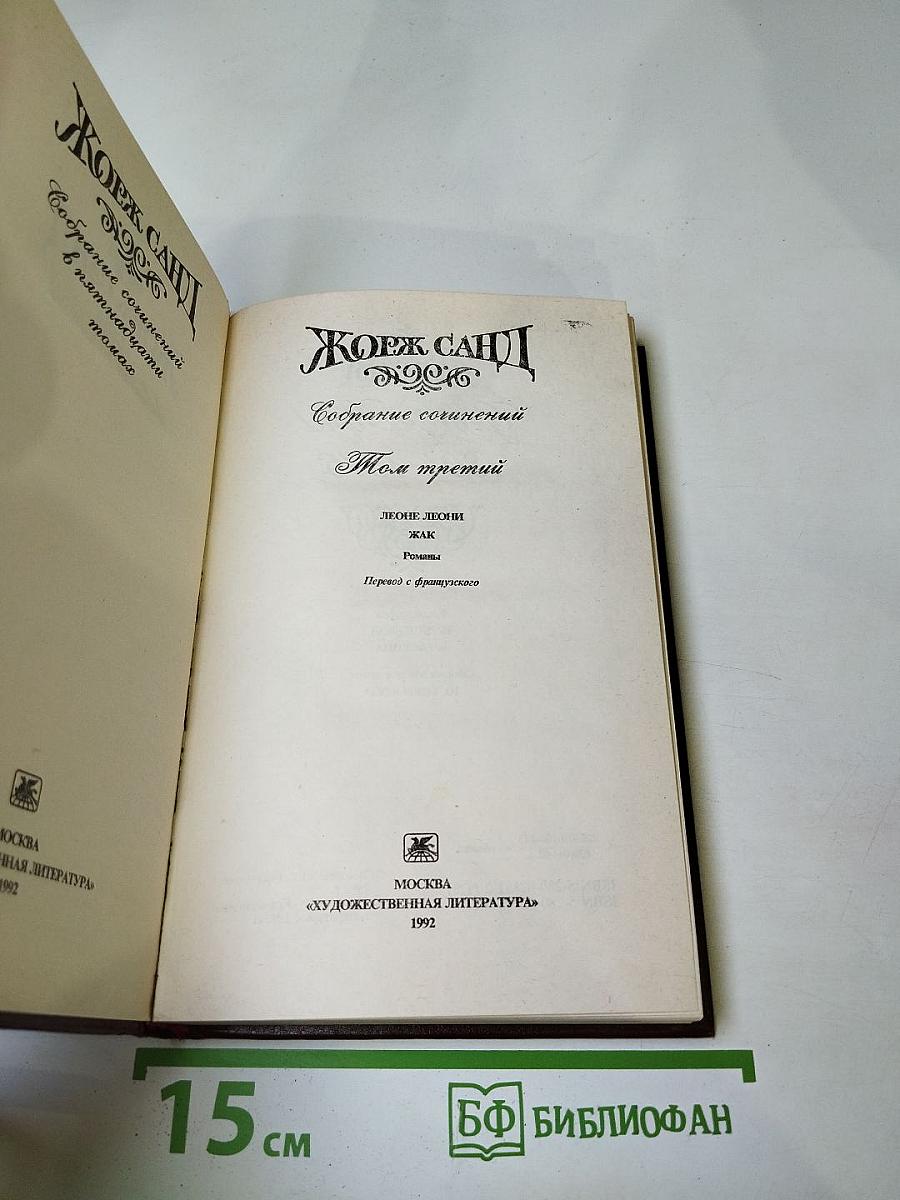 ЖОРЖ САНД
Собрание сочинений
в пятнадцати
томах
МОСКВА
ЛИТЕРАТУРА»
1992
ЖОРЖ САНД
Собрание сочинений
Том третий
ЛЕОНЕ ЛЕОНИ
ЖАК
Романы
Перевод с французского
МОСКВА
«ХУДОЖЕСТВЕННАЯ ЛИТЕРАТУРА»
1992
15 см
БФ БИБЛИОФАН